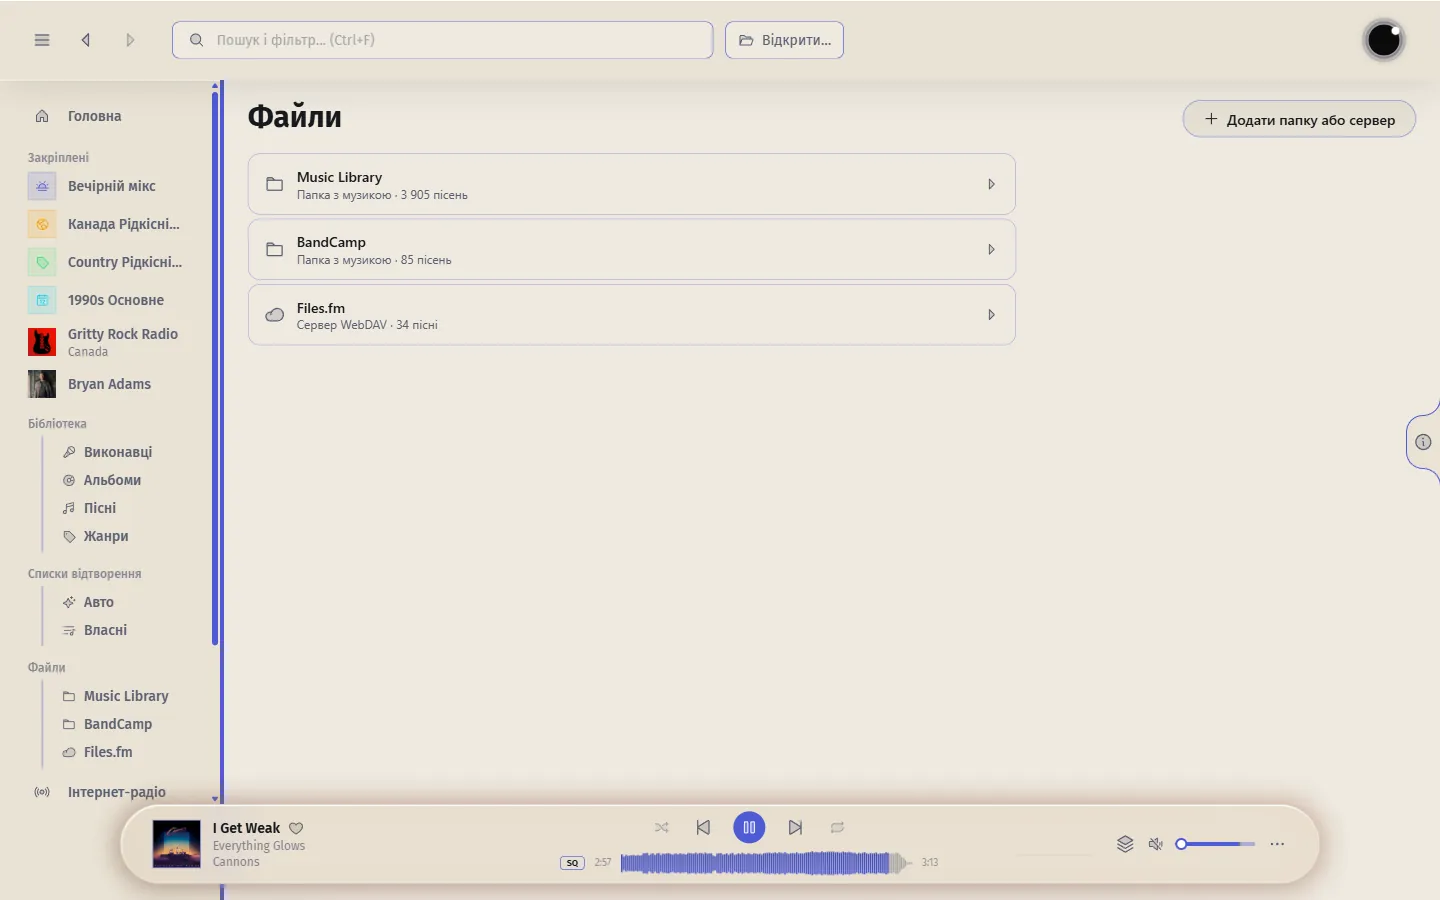 Пошук і фільтр... (Ctrl+F)
Відкрити...
Головна
Закріплені
Вечірній мікс
Канада Рідкісні...
Country Рідкісні...
1990s Основне
Gritty Rock Radio
Canada
Bryan Adams
Бібліотека
Виконавці
Альбоми
Пісні
Жанри
Списки відтворення
Авто
Власні
Файли
Music Library
BandCamp
Files.fm
Інтернет-радіо
Файли
Додати папку або сервер
Music Library
Папка з музикою · 3 905 пісень
BandCamp
Папка з музикою · 85 пісень
Files.fm
Сервер WebDAV · 34 пісні
I Get Weak
Everything Glows
Cannons
SQ 2:57
3:13